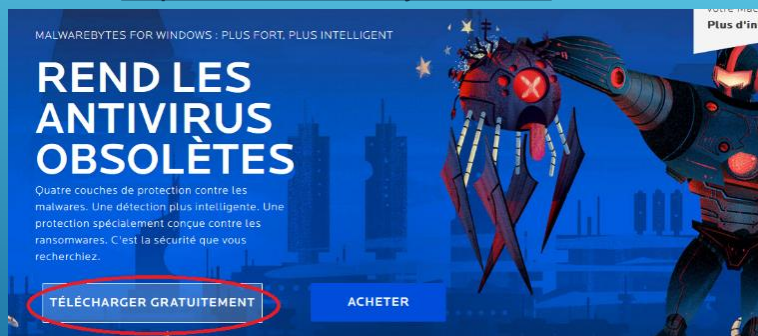 Plus d'in
MALWAREBYTES FOR WINDOWS : PLUS FORT, PLUS INTELLIGENT
REND LES
ANTIVIRUS
OBSOLÈTES
Quatre couches de protection contre les
malwares. Une détection plus intelligente. Une
protection spécialement conçue contre les
ransomwares. C'est la sécurité que vous
recherchiez.
TÉLÉCHARGER GRATUITEMENT
ACHETER